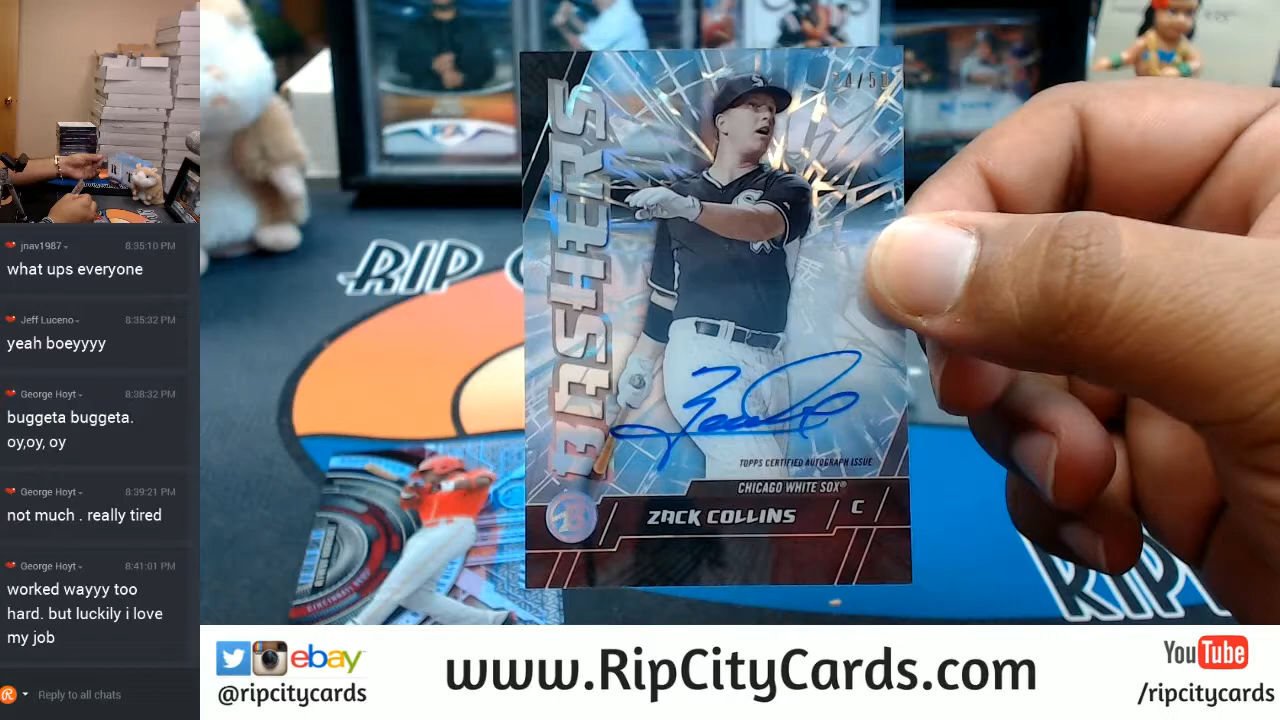 jnav1987
8:35:10 PM
what ups everyone
Jeff Luceno
8:35:32 PM
yeah boeyyyy
George Hoyt
8:38:32 PM
buggeta buggeta.
oy,oy, oy
George Hoyt
8:39:21 PM
not much . really tired
George Hoyt
8:41:01 PM
worked wayyy too
hard. but luckily i love
my job
Reply to all chats
RIP
BASHERS
TOPPS CERTIFIED AUTOGRAPH ISSUE
CHICAGO WHITE SOX®
ZACK COLLINS
C
RIP
ebay
@ripcitycards
www.RipCityCards.com
YouTube
/ripcitycards